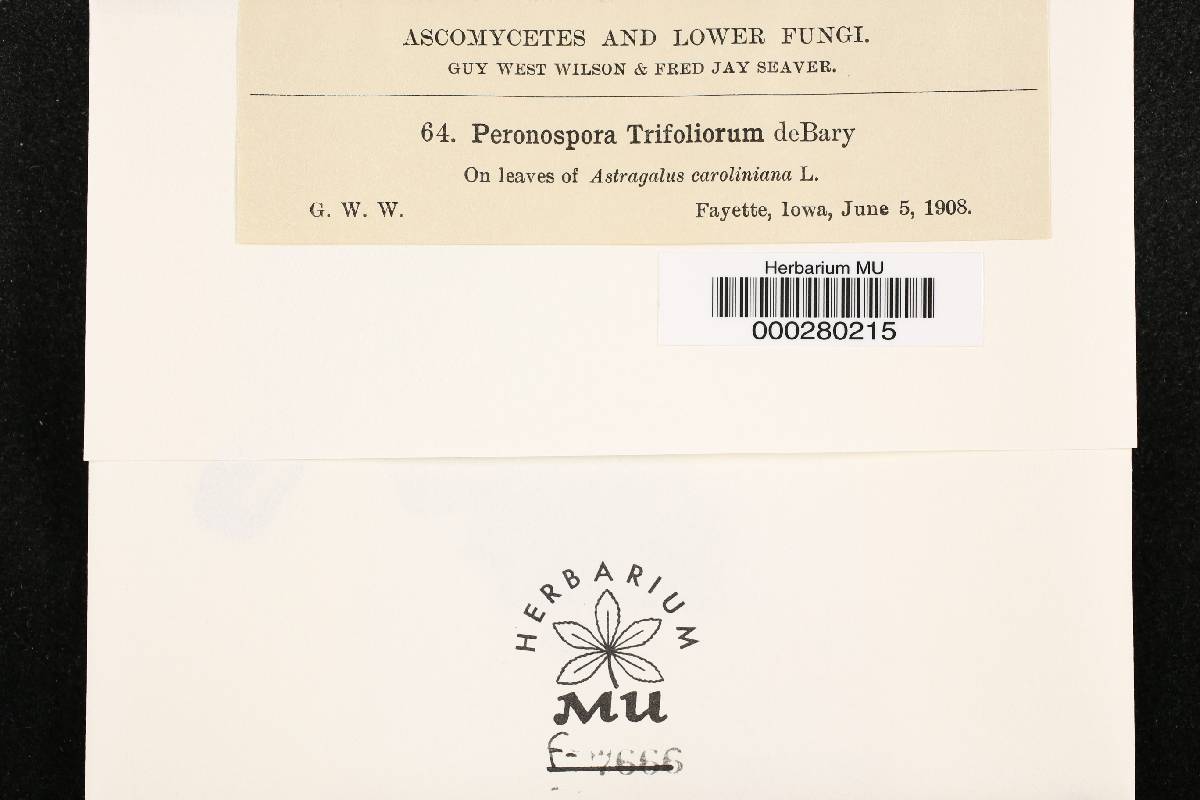 ASCOMYCETES AND LOWER FUNGI.
GUY WEST WILSON & FRED JAY SEAVER.
64. Peronospora Trifoliorum deBary
On leaves of Astragalus caroliniana L.
G. W. W. Fayette, Iowa, June 5, 1908.
Herbarium MU
000280215
HERBARIUM
MU
F- 7666